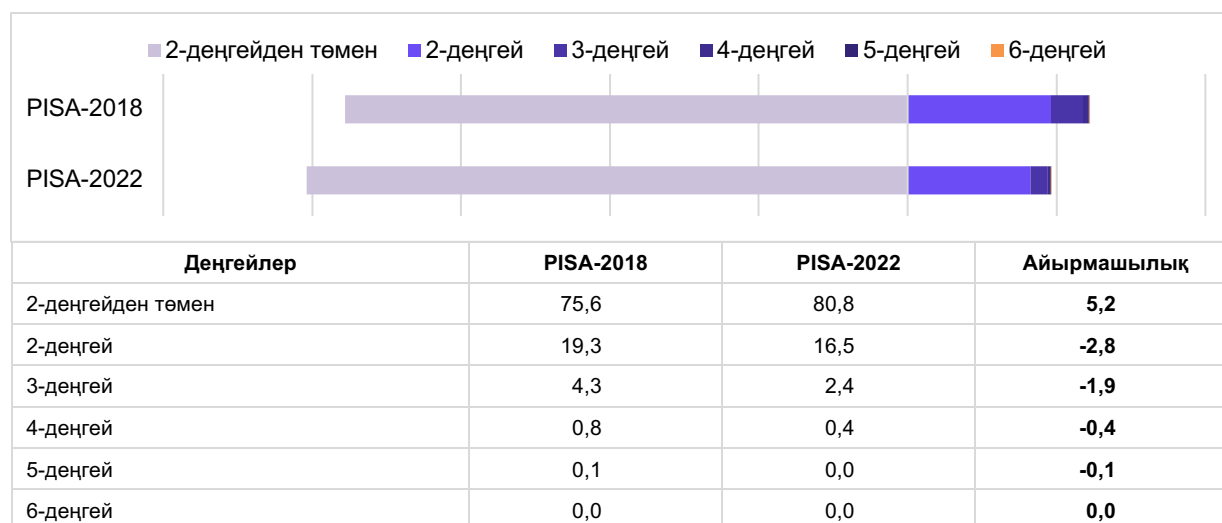 2-деңгейден төмен 2-деңгей 3-деңгей 4-деңгей 5-деңгей 6-деңгей
PISA-2018
PISA-2022
Деңгейлер PISA-2018 PISA-2022 Айырмашылық
2-деңгейден төмен 75,6 80,8 5,2
2-деңгей 19,3 16,5 -2,8
3-деңгей 4,3 2,4 -1,9
4-деңгей 0,8 0,4 -0,4
5-деңгей 0,1 0,0 -0,1
6-деңгей 0,0 0,0 0,0